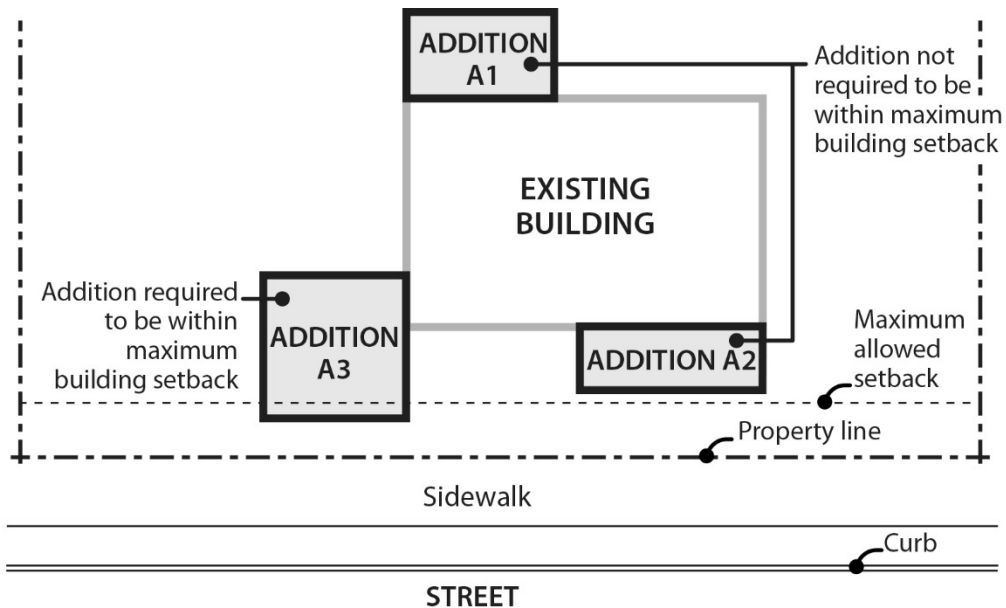 ADDITION
A1
Addition not
required to be
within maximum
building setback
EXISTING
BUILDING
Addition required
to be within
maximum
building setback
ADDITION
A3
ADDITION A2
Maximum
allowed
setback
Property line
Sidewalk
Curb
STREET